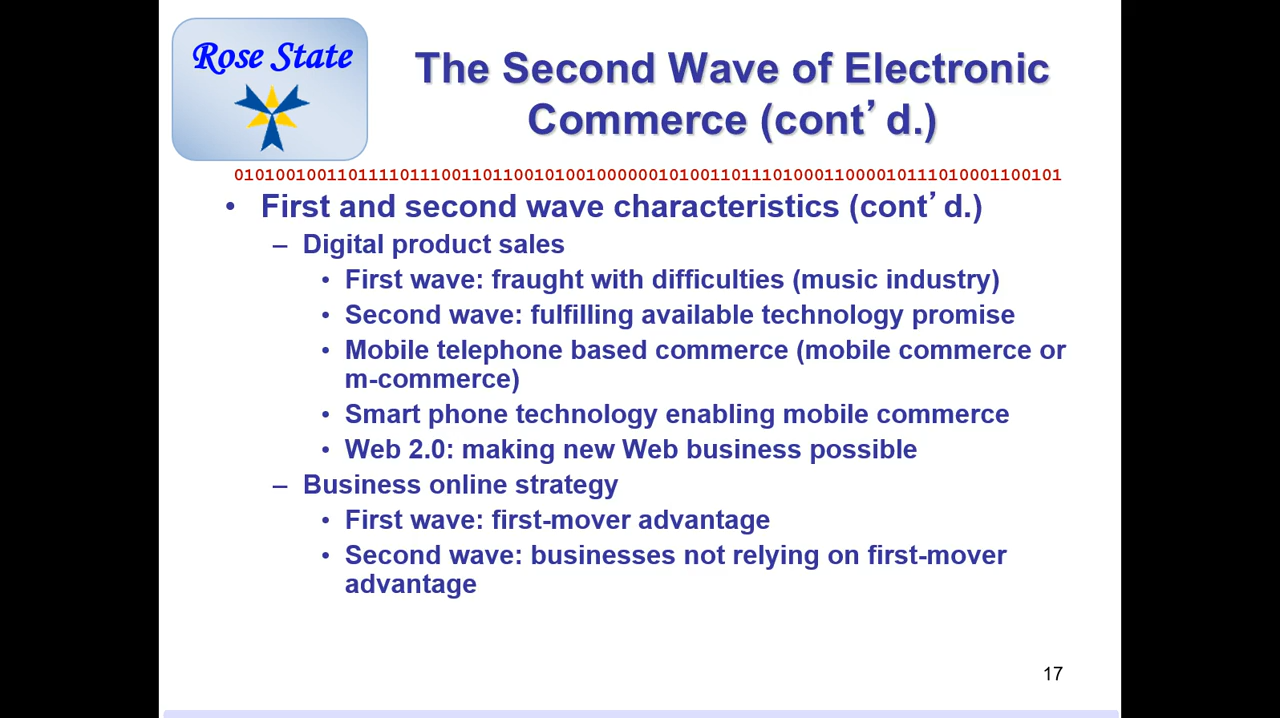 Rose State
The Second Wave of Electronic
Commerce (cont’d.)
01010010011011110111001101100101001000000101001101110100011000010111010001100101
• First and second wave characteristics (cont’d.)
– Digital product sales
• First wave: fraught with difficulties (music industry)
• Second wave: fulfilling available technology promise
• Mobile telephone based commerce (mobile commerce or
m-commerce)
• Smart phone technology enabling mobile commerce
• Web 2.0: making new Web business possible
– Business online strategy
• First wave: first-mover advantage
• Second wave: businesses not relying on first-mover
advantage
17